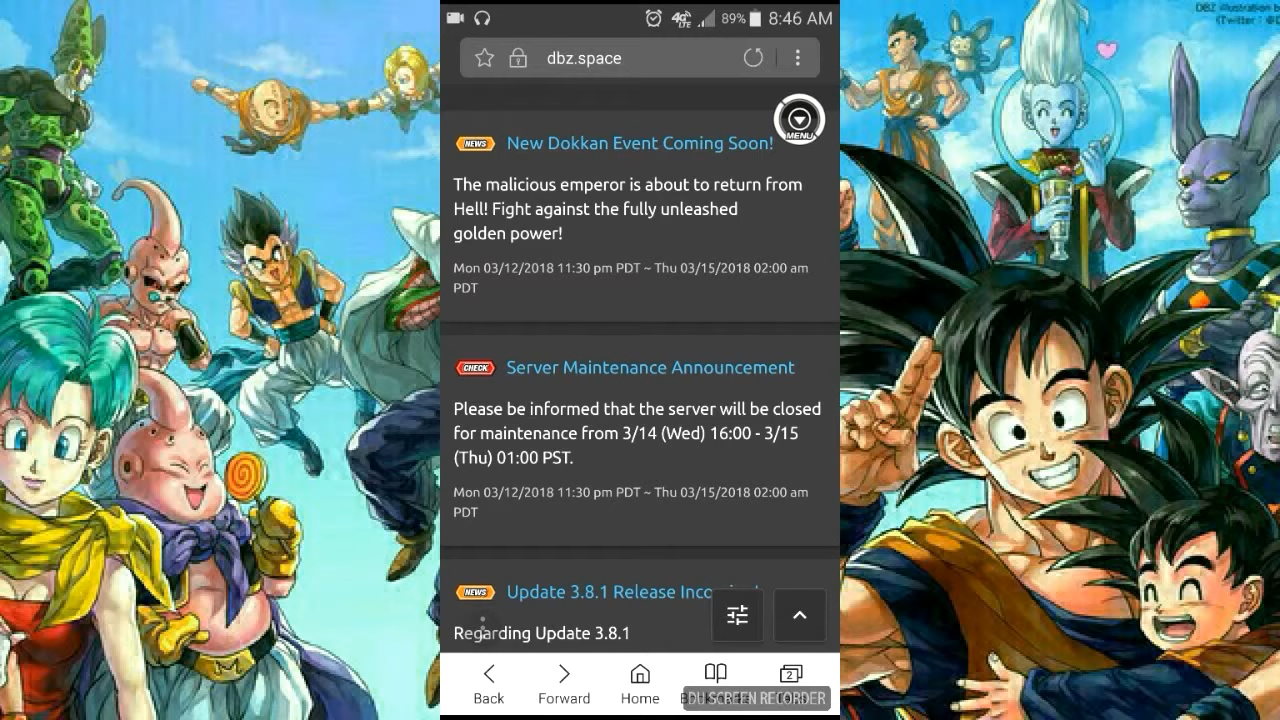 DBZ illustration b
(Twitter : @D
4G LTE 89% 8:46 AM
dbz.space
MENU
NEWS New Dokkan Event Coming Soon!
The malicious emperor is about to return from
Hell! Fight against the fully unleashed
golden power!
Mon 03/12/2018 11:30 pm PDT ~ Thu 03/15/2018 02:00 am
PDT
CHECK Server Maintenance Announcement
Please be informed that the server will be closed
for maintenance from 3/14 (Wed) 16:00 - 3/15
(Thu) 01:00 PST.
Mon 03/12/2018 11:30 pm PDT ~ Thu 03/15/2018 02:00 am
PDT
NEWS Update 3.8.1 Release
Regarding Update 3.8.1
M
2
Back Forward Home
DU SCREEN RECORDER